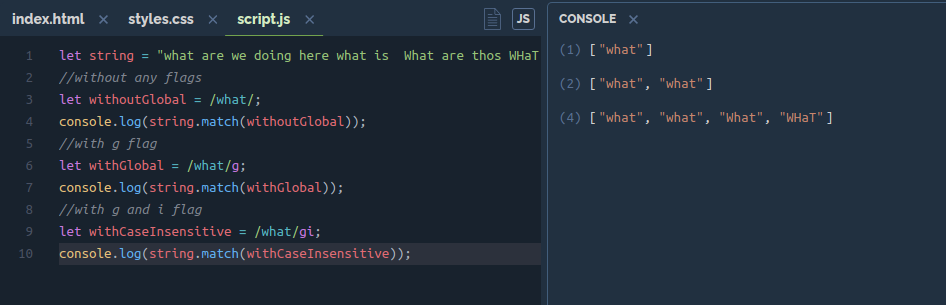 index.html × styles.css × script.js × JS
1 let string = "what are we doing here what is  What are thos WHaT
2 //without any flags
3 let withoutGlobal = /what/;
4 console.log(string.match(withoutGlobal));
5 //with g flag
6 let withGlobal = /what/g;
7 console.log(string.match(withGlobal));
8 //with g and i flag
9 let withCaseInsensitive = /what/gi;
10 console.log(string.match(withCaseInsensitive));
CONSOLE ×
(1) ["what"]
(2) ["what", "what"]
(4) ["what", "what", "What", "WHaT"]